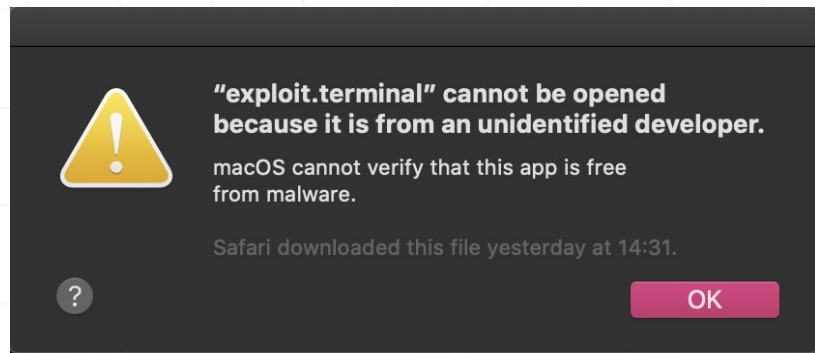 “exploit.terminal” cannot be opened
because it is from an unidentified developer.
macOS cannot verify that this app is free
from malware.
Safari downloaded this file yesterday at 14:31.
?
OK